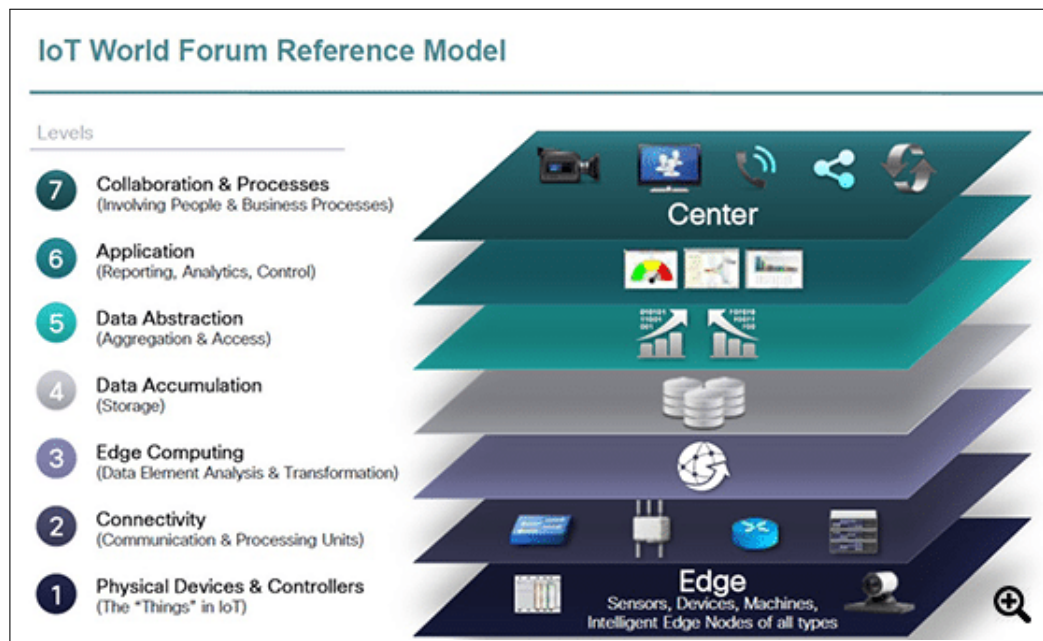 IoT World Forum Reference Model
Levels
7 Collaboration & Processes
(Involving People & Business Processes)
6 Application
(Reporting, Analytics, Control)
5 Data Abstraction
(Aggregation & Access)
4 Data Accumulation
(Storage)
3 Edge Computing
(Data Element Analysis & Transformation)
2 Connectivity
(Communication & Processing Units)
1 Physical Devices & Controllers
(The "Things" in IoT)
Center
010101
11001
001
Edge
Sensors, Devices, Machines,
Intelligent Edge Nodes of all types